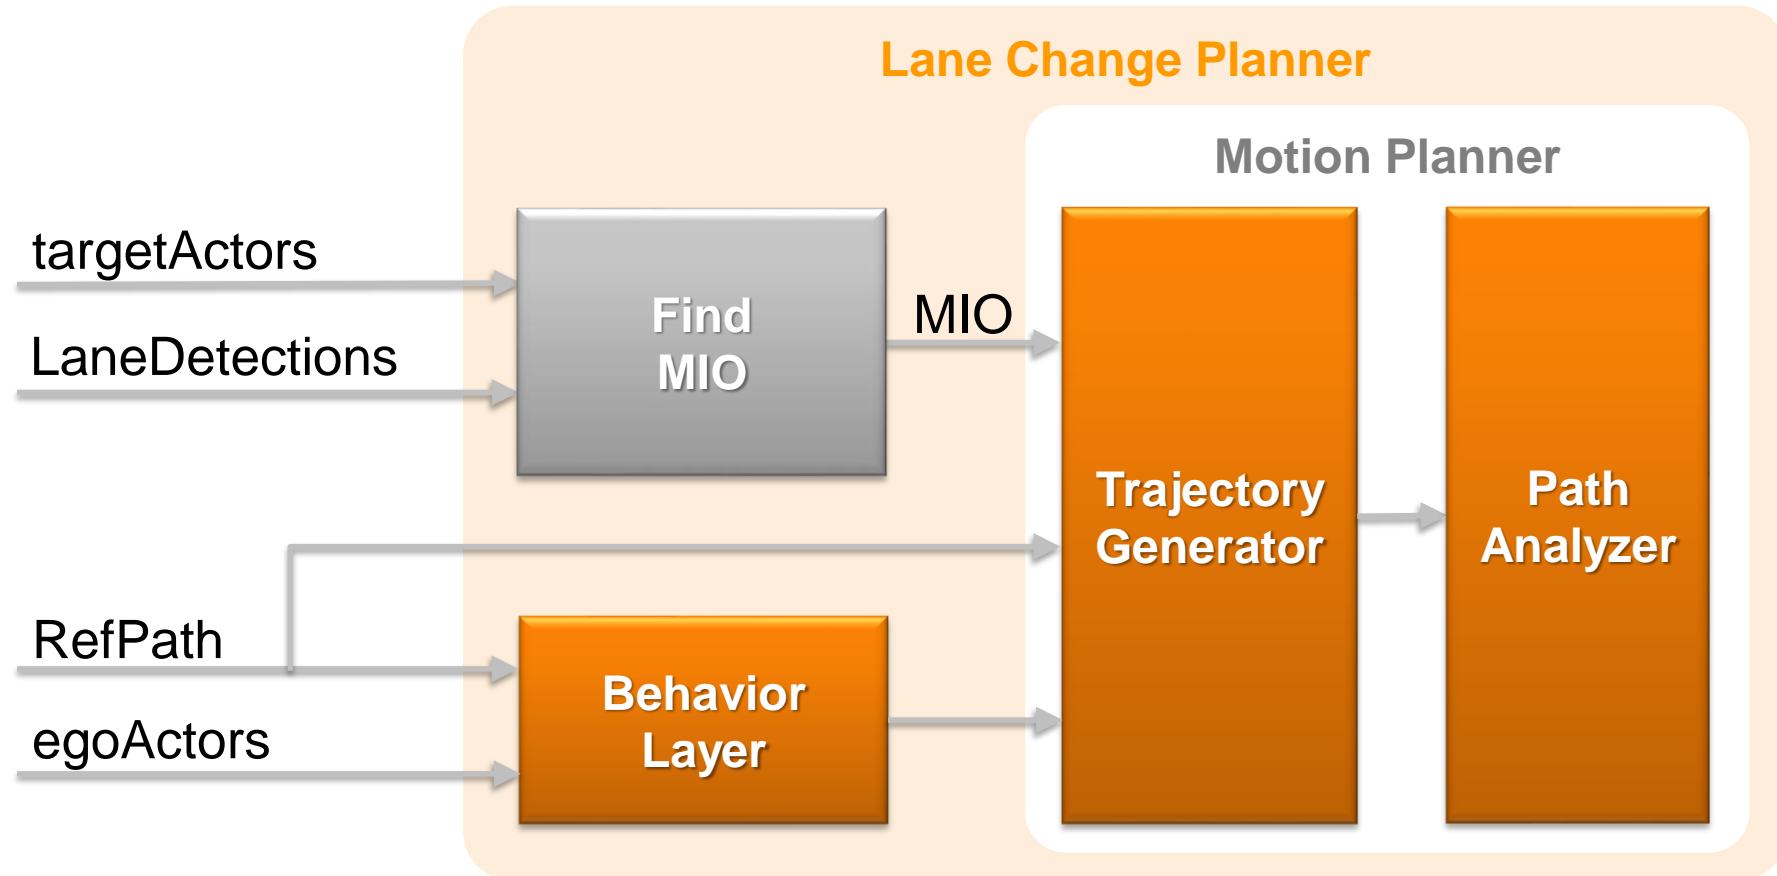 Lane Change Planner
Motion Planner
targetActors
LaneDetections
Find
MIO
MIO
Trajectory
Generator
Path
Analyzer
RefPath
egoActors
Behavior
Layer